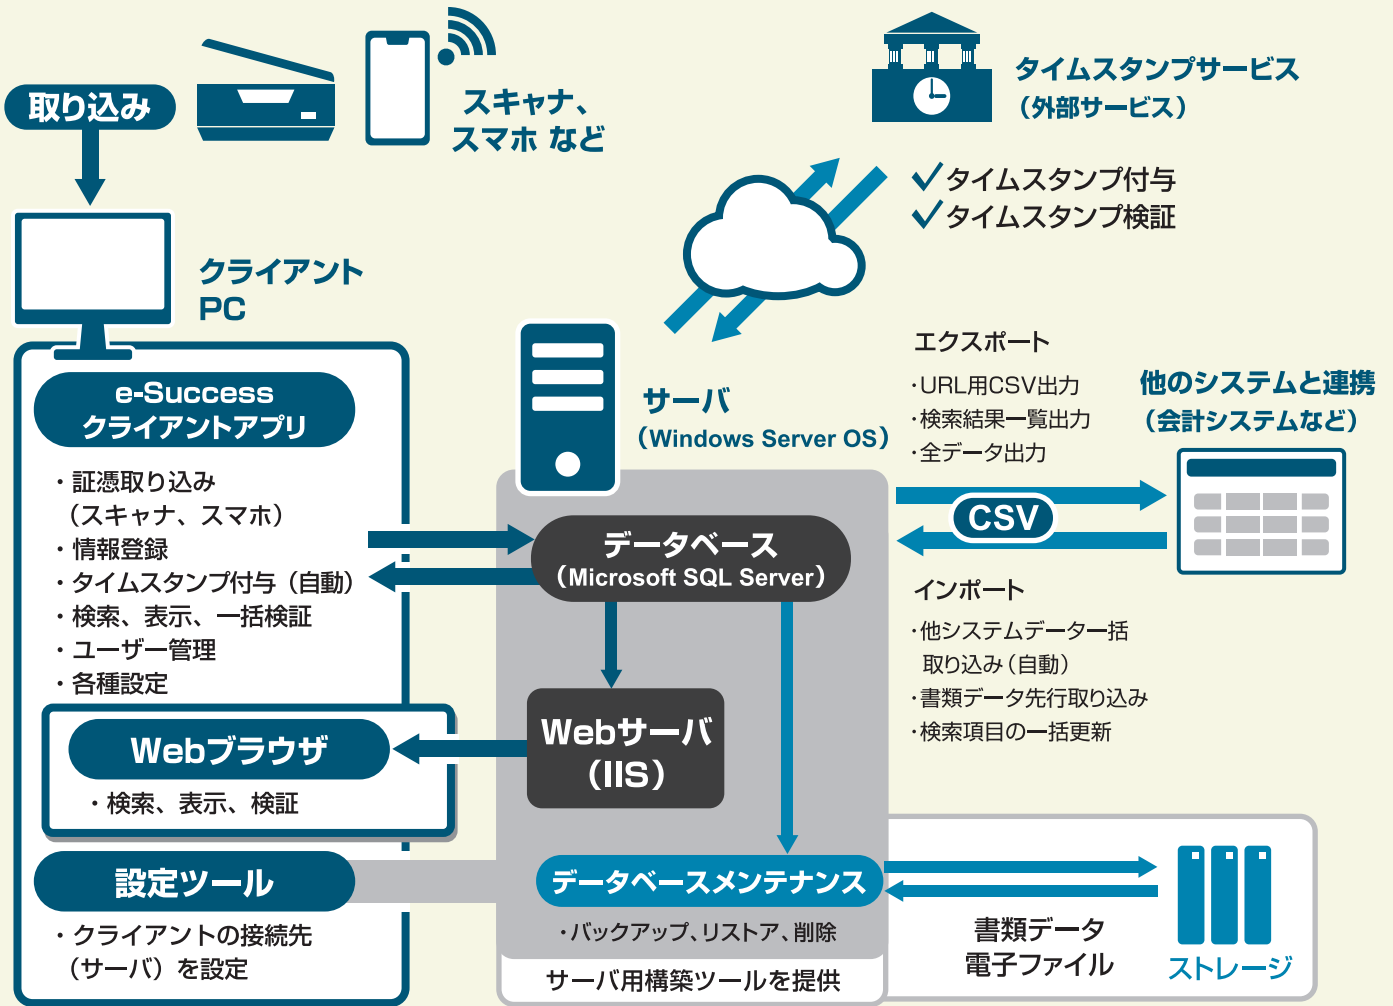 取り込み
スキャナ、
スマホ など
タイムスタンプサービス
（外部サービス）
タイムスタンプ付与
タイムスタンプ検証
クライアント
PC
e-Success
クライアントアプリ
・証憑取り込み
（スキャナ、スマホ）
・情報登録
・タイムスタンプ付与（自動）
・検索、表示、一括検証
・ユーザー管理
・各種設定
Webブラウザ
・検索、表示、検証
設定ツール
・クライアントの接続先
（サーバ）を設定
サーバ
（Windows Server OS）
データベース
（Microsoft SQL Server）
Webサーバ
（IIS）
データベースメンテナンス
・バックアップ、リストア、削除
サーバ用構築ツールを提供
エクスポート
・URL用CSV出力
・検索結果一覧出力
・全データ出力
他のシステムと連携
（会計システムなど）
CSV
インポート
・他システムデータ一括
取り込み（自動）
・書類データ先行取り込み
・検索項目の一括更新
書類データ
電子ファイル
ストレージ